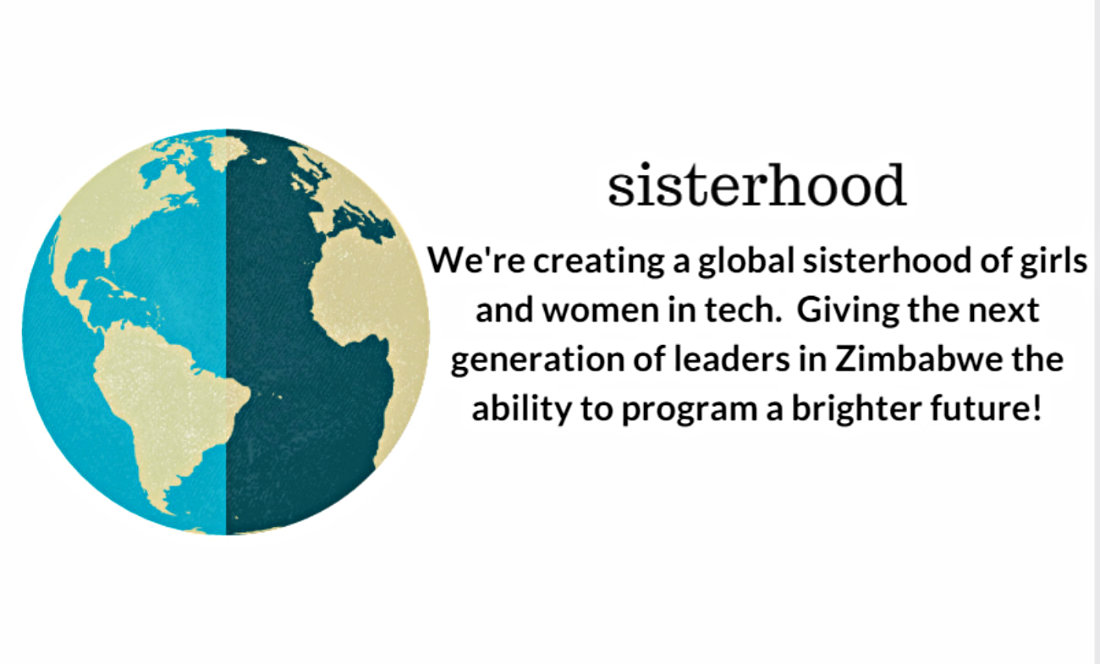 sisterhood
We're creating a global sisterhood of girls
and women in tech.  Giving the next
generation of leaders in Zimbabwe the
ability to program a brighter future!